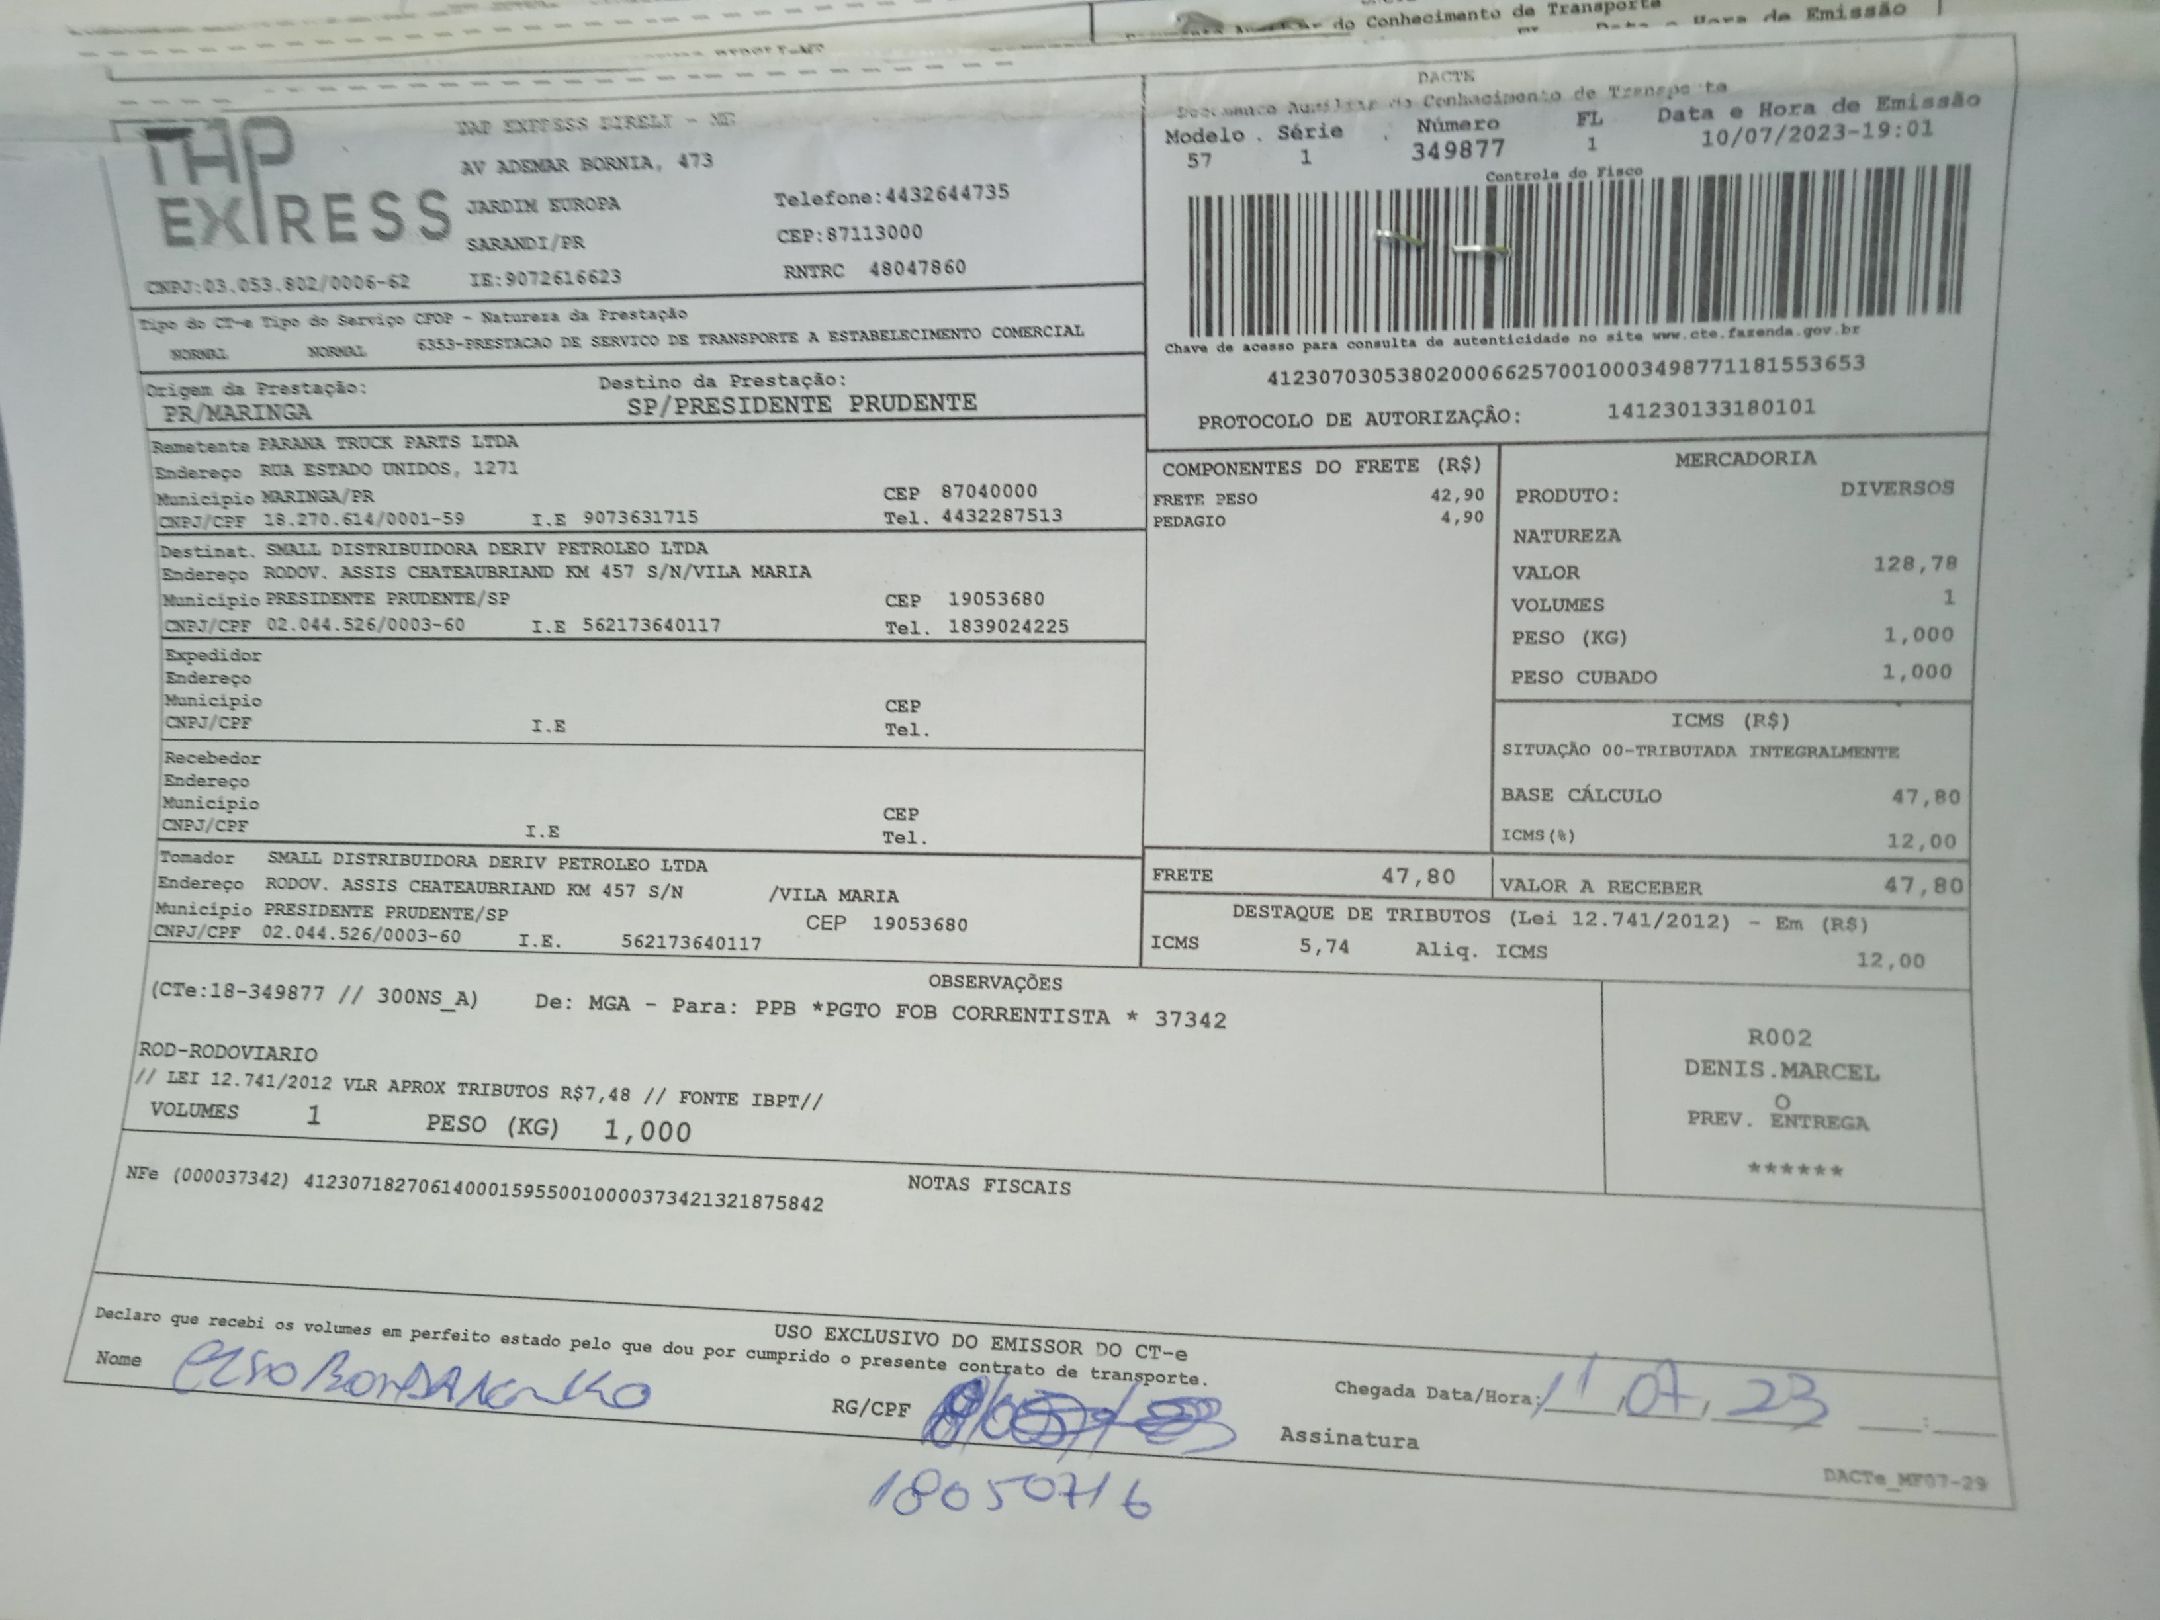 do Conhecimento de Transporte
Data e Hora de Emissão
TAP EXPRESS
TAP EXPRESS EIRELI - ME
AV ADEMAR BORNIA, 473
JARDIM EUROPA Telefone:4432644735
SARANDI/PR CEP:87113000
CNPJ:03.053.802/0006-62 IE:9072616623 RNTRC 48047860
DACTE
Documento Auxiliar do Conhecimento de Transporte
Modelo . Série . Número FL Data e Hora de Emissão
57 1 349877 1 10/07/2023-19:01
Controle do Fisco
Chave de acesso para consulta de autenticidade no site www.cte.fazenda.gov.br
41230703053802000662570010003498771181553653
PROTOCOLO DE AUTORIZAÇÃO: 141230133180101
Tipo do CT-e Tipo do Serviço CFOP - Natureza da Prestação
NORMAL NORMAL 6353-PRESTACAO DE SERVICO DE TRANSPORTE A ESTABELECIMENTO COMERCIAL
Origem da Prestação: Destino da Prestação:
PR/MARINGA SP/PRESIDENTE PRUDENTE
Remetente PARANA TRUCK PARTS LTDA
Endereço RUA ESTADO UNIDOS, 1271
Município MARINGA/PR CEP 87040000
CNPJ/CPF 18.270.614/0001-59 I.E 9073631715 Tel. 4432287513
Destinat. SMALL DISTRIBUIDORA DERIV PETROLEO LTDA
Endereço RODOV. ASSIS CHATEAUBRIAND KM 457 S/N/VILA MARIA
Município PRESIDENTE PRUDENTE/SP CEP 19053680
CNPJ/CPF 02.044.526/0003-60 I.E 562173640117 Tel. 1839024225
Expedidor
Endereço
Município CEP
CNPJ/CPF I.E Tel.
Recebedor
Endereço
Município CEP
CNPJ/CPF I.E Tel.
Tomador SMALL DISTRIBUIDORA DERIV PETROLEO LTDA
Endereço RODOV. ASSIS CHATEAUBRIAND KM 457 S/N /VILA MARIA
Município PRESIDENTE PRUDENTE/SP CEP 19053680
CNPJ/CPF 02.044.526/0003-60 I.E. 562173640117
COMPONENTES DO FRETE (R$)
FRETE PESO 42,90
PEDAGIO 4,90
MERCADORIA
PRODUTO: DIVERSOS
NATUREZA
VALOR 128,78
VOLUMES 1
PESO (KG) 1,000
PESO CUBADO 1,000
ICMS (R$)
SITUAÇÃO 00-TRIBUTADA INTEGRALMENTE
BASE CÁLCULO 47,80
ICMS(%) 12,00
FRETE 47,80 VALOR A RECEBER 47,80
DESTAQUE DE TRIBUTOS (Lei 12.741/2012) - Em (R$)
ICMS 5,74 Aliq. ICMS 12,00
OBSERVAÇÕES
(CTe:18-349877 // 300NS_A) De: MGA - Para: PPB *PGTO FOB CORRENTISTA * 37342
ROD-RODOVIARIO
// LEI 12.741/2012 VLR APROX TRIBUTOS R$7,48 // FONTE IBPT//
VOLUMES 1 PESO (KG) 1,000
R002
DENIS.MARCEL
O
PREV. ENTREGA
******
NOTAS FISCAIS
NFe (000037342) 41230718270614000159550010000373421321875842
USO EXCLUSIVO DO EMISSOR DO CT-e
Declaro que recebi os volumes em perfeito estado pelo que dou por cumprido o presente contrato de transporte.
Nome RG/CPF Chegada Data/Hora: 11,07,23 :
Assinatura
18050716
DACTe_MF07-29